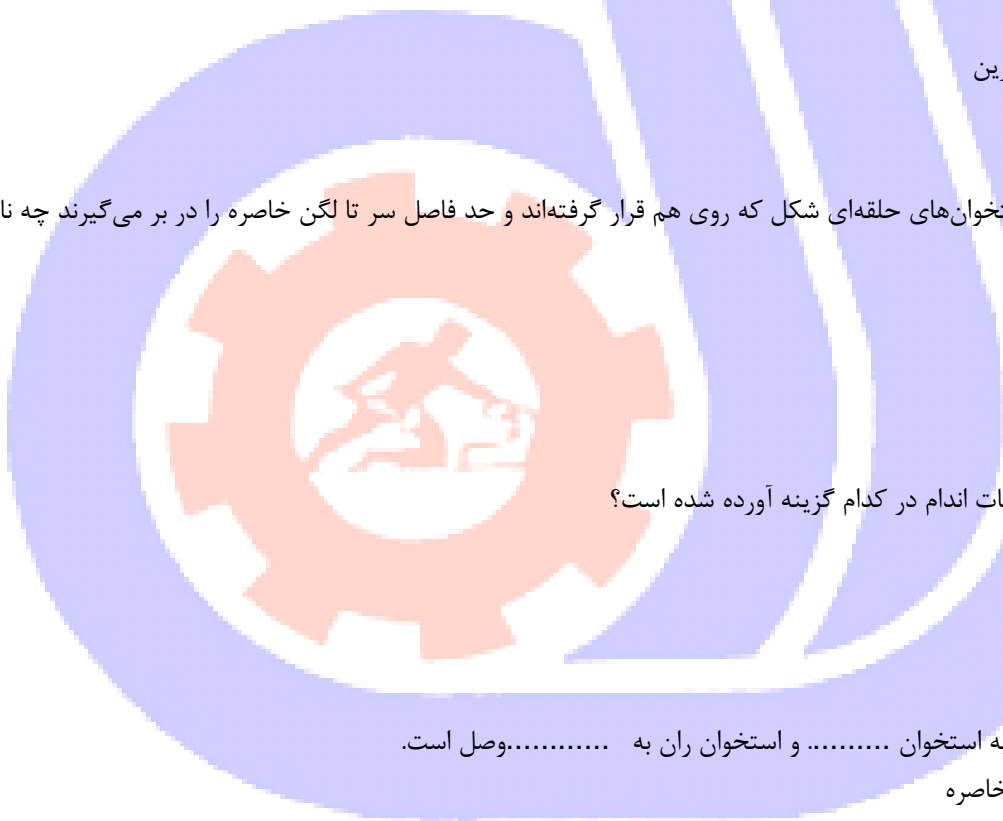 رین
تخوان‌های حلقه‌ای شکل که روی هم قرار گرفته‌اند و حد فاصل سر تا لگن خاصره را در بر می‌گیرند چه نا
ات اندام در کدام گزینه آورده شده است؟
ه استخوان .......... و استخوان ران به ............وصل است.
خاصره